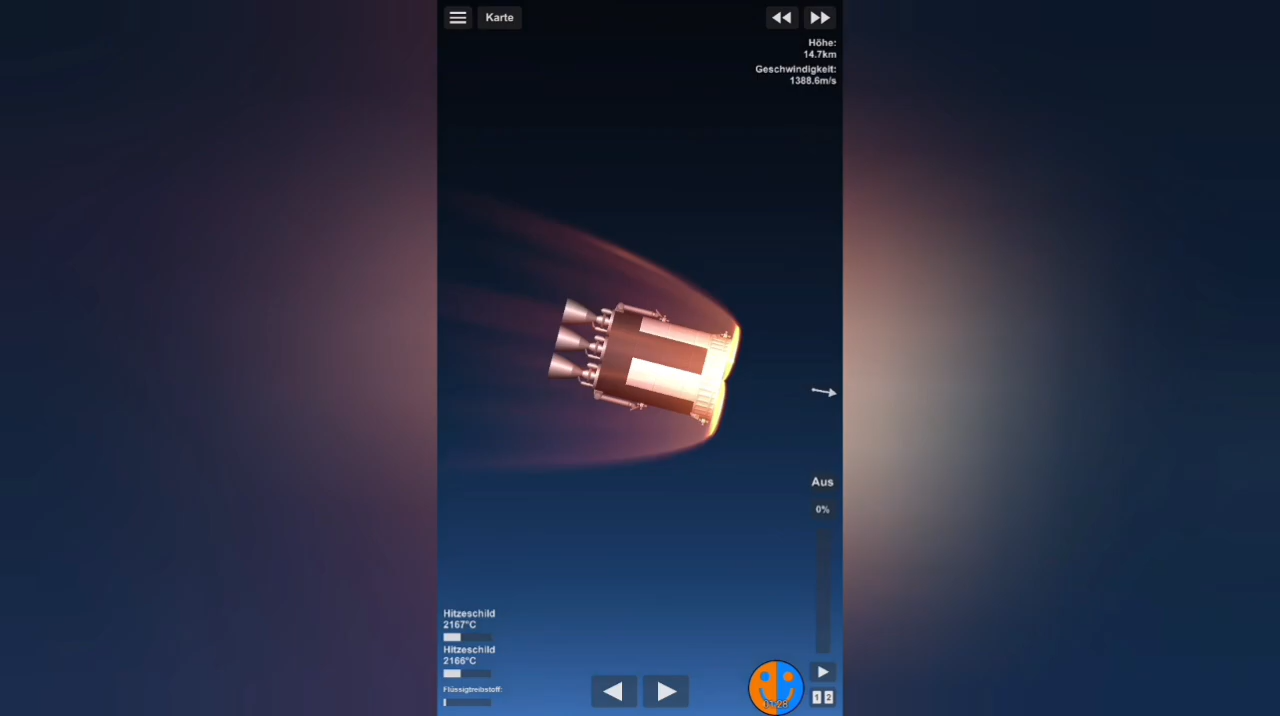 Karte
Höhe:
14.7km
Geschwindigkeit:
1388.6m/s
Aus
0%
Hitzeschild
2167°C
Hitzeschild
2166°C
Flüssigtreibstoff:
1 2